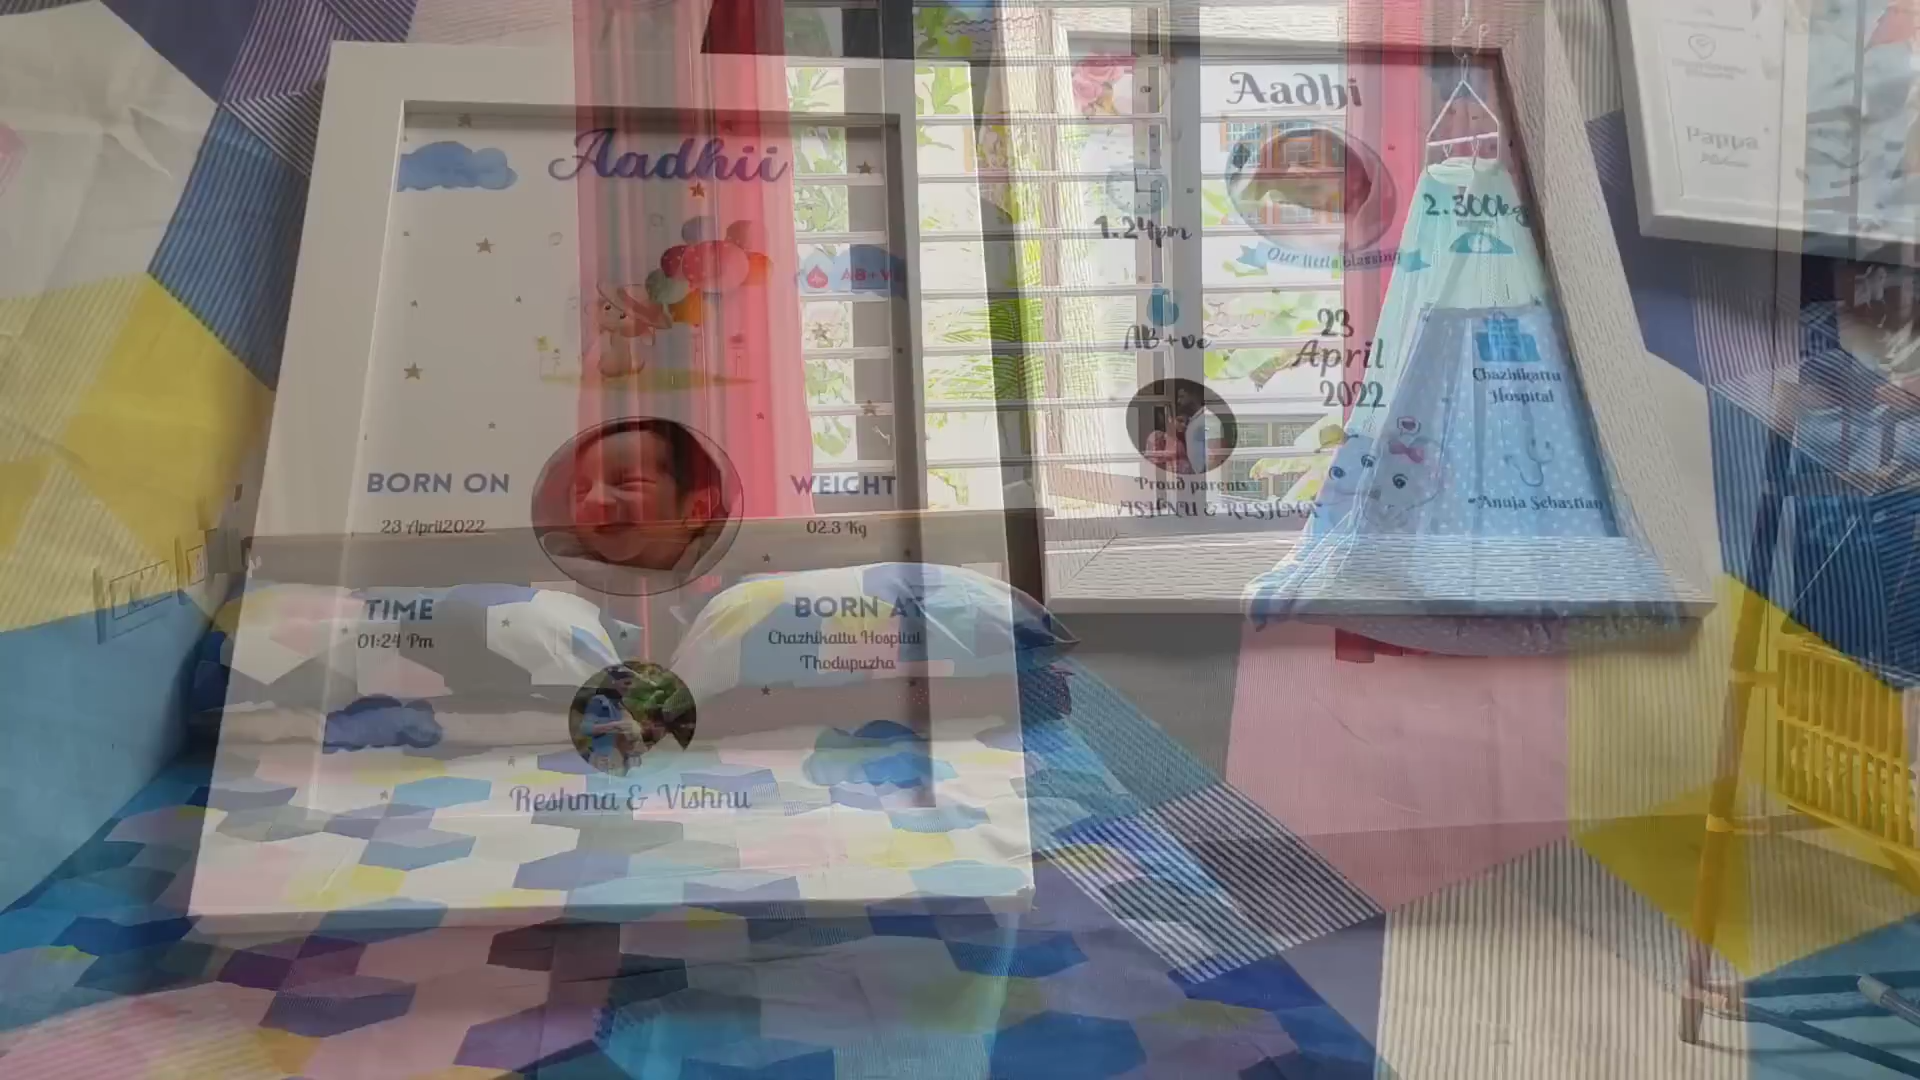 Aadhii
AB+VE
BORN ON
23 April2022
WEIGHT
02.3 Kg
TIME
01:24 Pm
BORN AT
Chazhikattu Hospital
Thodupuzha
Reshma & Vishnu
Aadhi
1.24pm
2.300kg
Our little blessing
AB+ve
23
April
2022
Chazhikattu
Hospital
Proud parents
VISHNU & RESHMA
Anuja Sebastian
Pappa